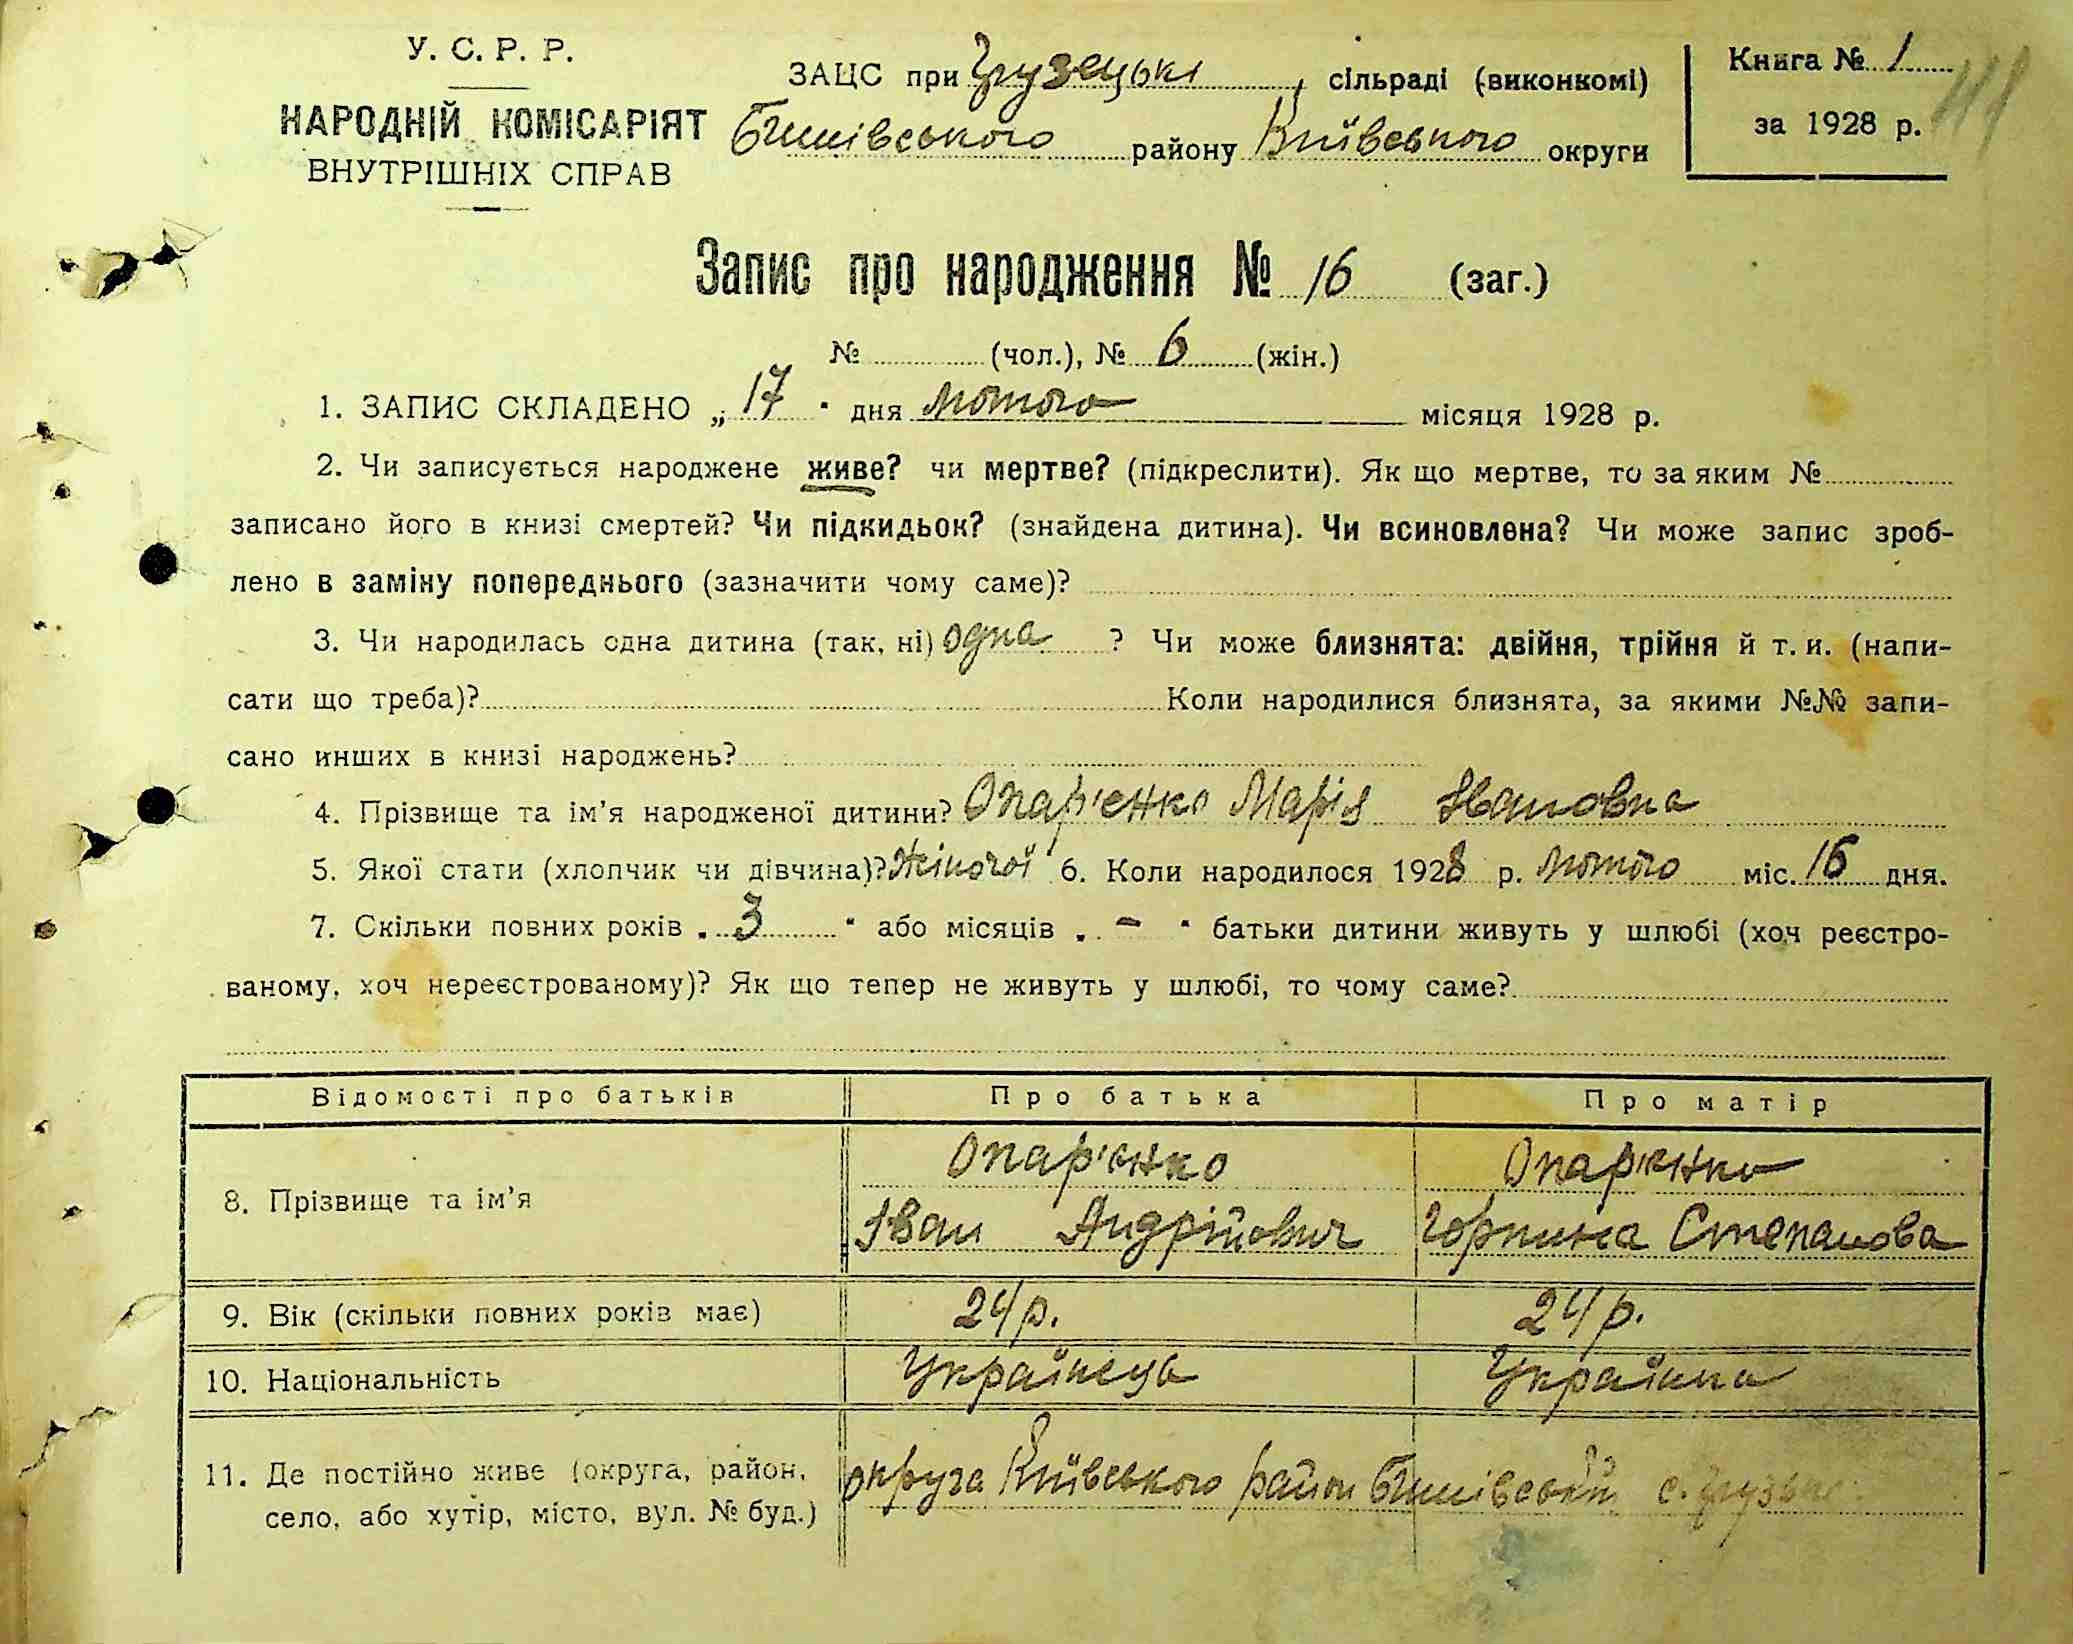 У. С. Р. Р.
НАРОДНІЙ КОМІСАРІЯТ
ВНУТРІШНІХ СПРАВ
ЗАЦС при Грузецькі сільраді (виконкомі)
Бишівського району Київського округи
Книга № 1
за 1928 р.
Запис про народження № 16 (заг.)
№ (чол.), № 6 (жін.)
1. ЗАПИС СКЛАДЕНО „ 17 " дня лютого місяця 1928 р.
2. Чи записується народжене живе? чи мертве? (підкреслити). Як що мертве, то за яким №
записано його в книзі смертей? Чи підкидьок? (знайдена дитина). Чи всиновлена? Чи може запис зроб-
лено в заміну попереднього (зазначити чому саме)?
3. Чи народилась одна дитина (так, ні) одна ? Чи може близнята: двійня, трійня й т. и. (напи-
сати що треба)? Коли народилися близнята, за якими №№ запи-
сано инших в книзі народжень?
4. Прізвище та ім'я народженої дитини? Опар'єнко Марія Івановна
5. Якої стати (хлопчик чи дівчина)? Жіночої 6. Коли народилося 1928 р. лютого міс. 16 дня.
7. Скільки повних років „ 3 " або місяців „ - " батьки дитини живуть у шлюбі (хоч реєстро-
ваному, хоч нереєстрованому)? Як що тепер не живуть у шлюбі, то чому саме?
Відомості про батьків Про батька Про матір
8. Прізвище та ім'я
Опар'єнко Опар'єнко
Іван Андрійович Горпина Степанова
9. Вік (скільки повних років має) 24 р. 24 р.
10. Національність Українець Українка
11. Де постійно живе (округа, район,
село, або хутір, місто, вул. № буд.)
округа Київського район Бишівський с.